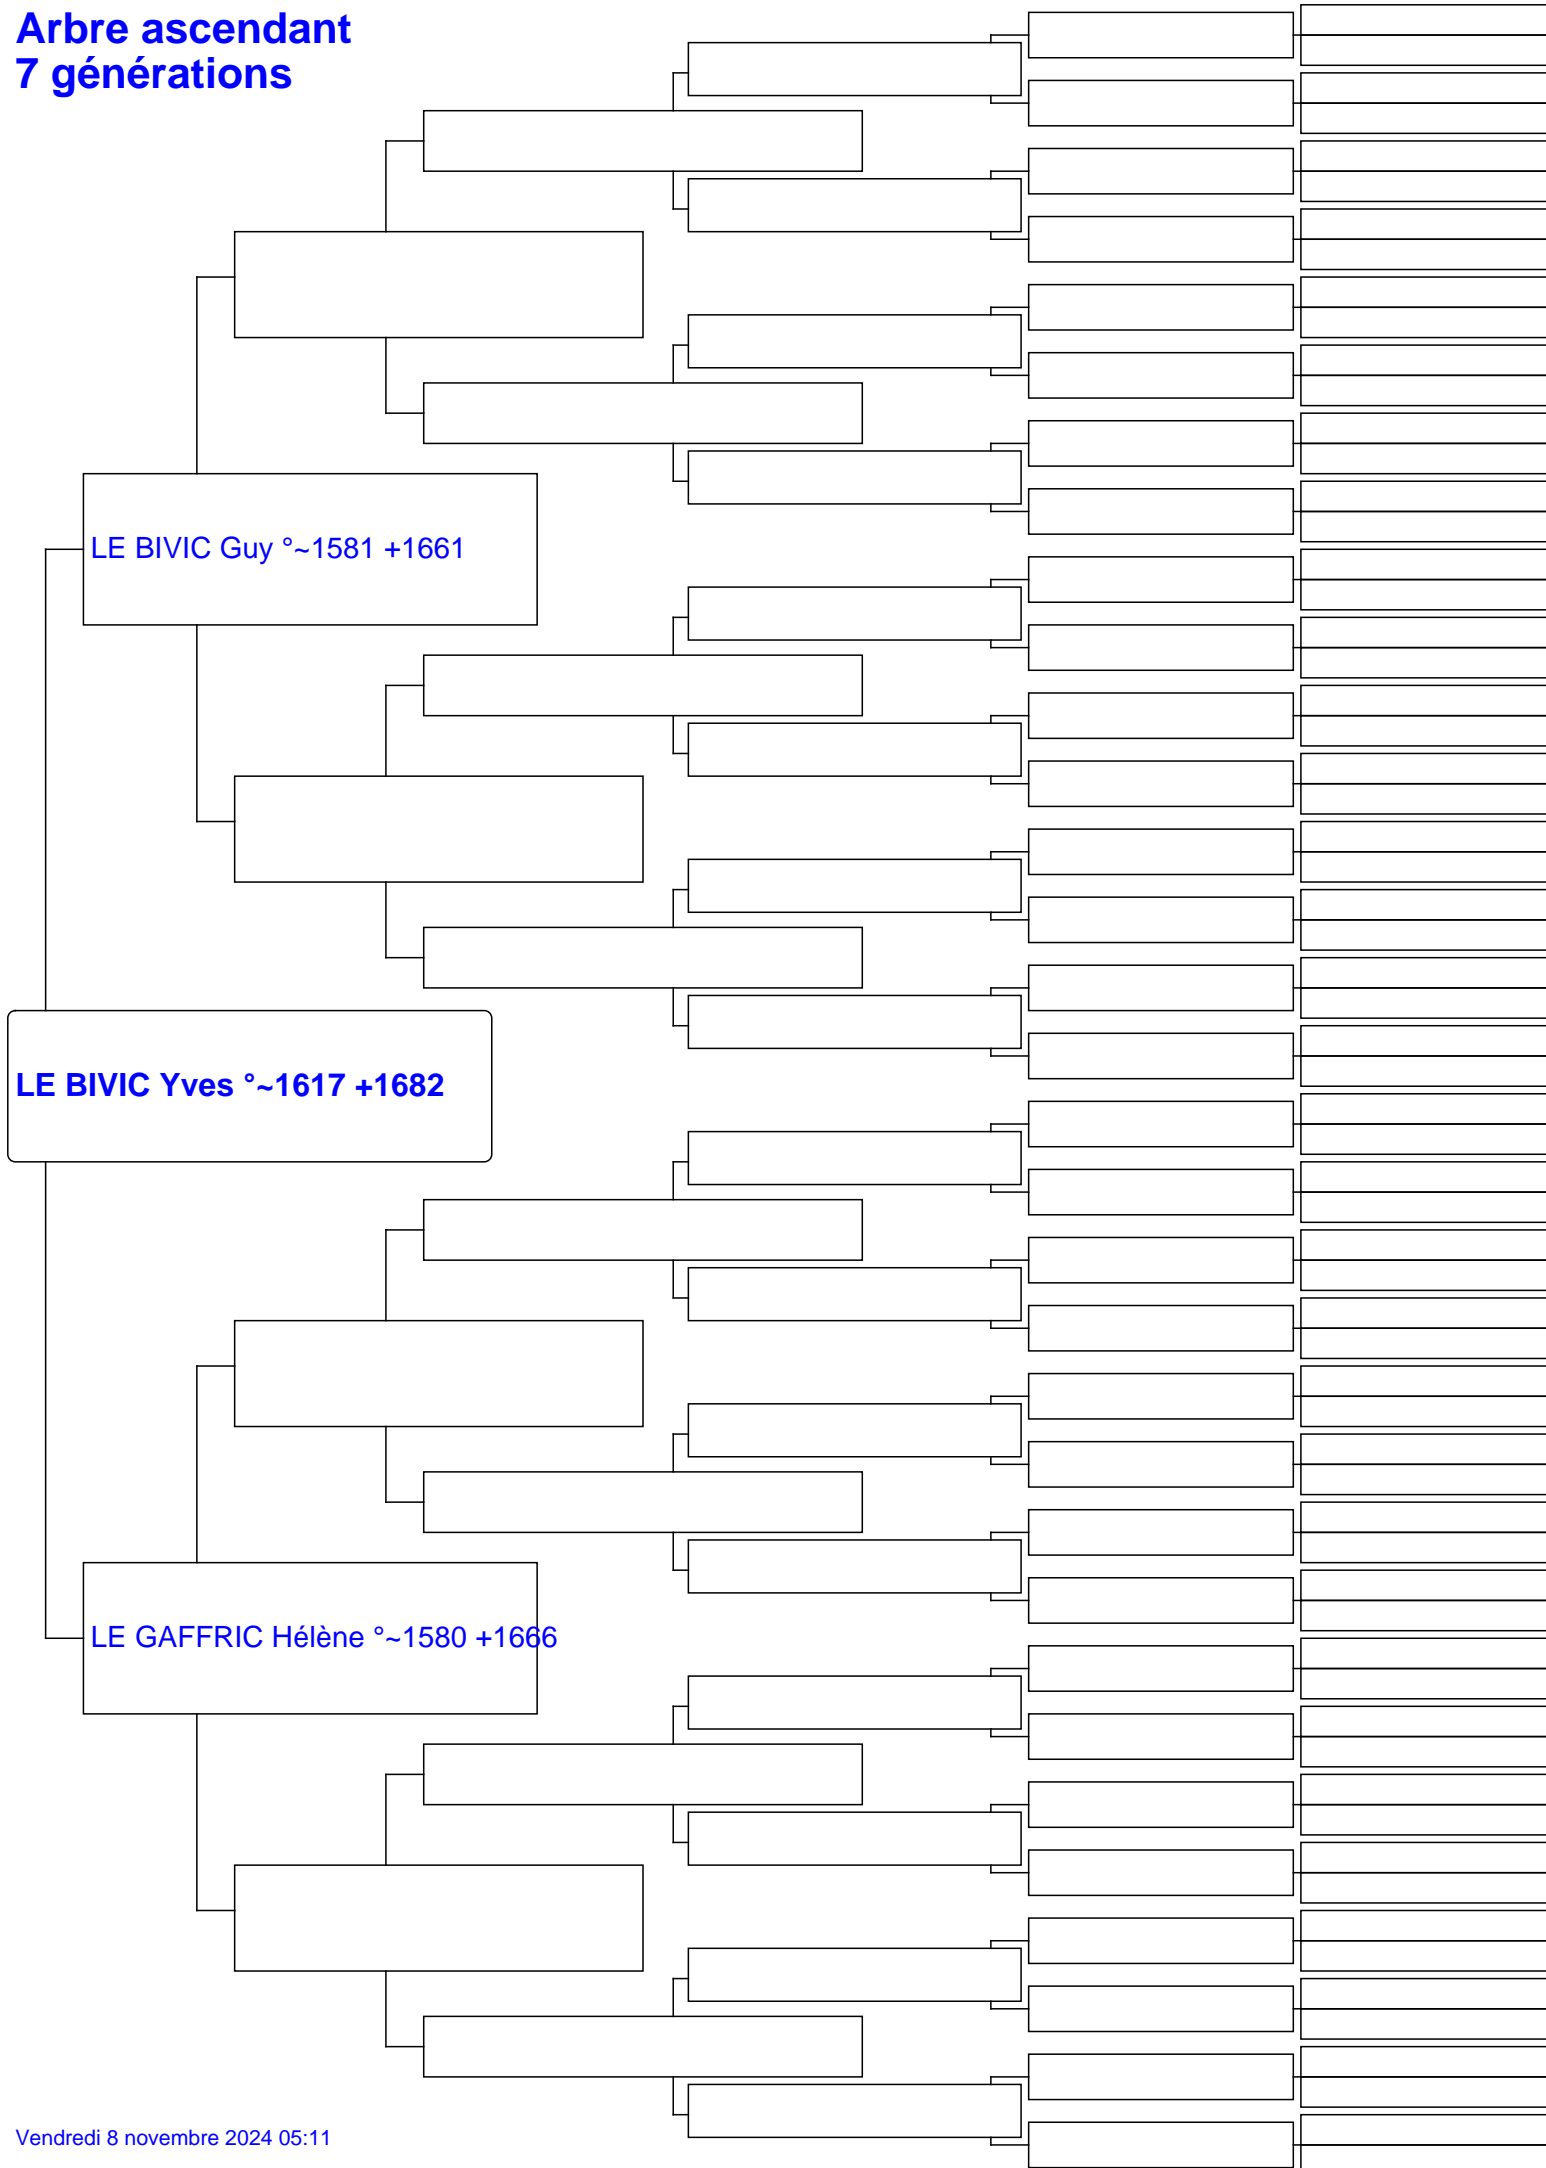 Arbre ascendant
7 générations
LE BIVIC Guy °~1581 +1661
LE BIVIC Yves °~1617 +1682
LE GAFFRIC Hélène °~1580 +1666
Vendredi 8 novembre 2024 05:11